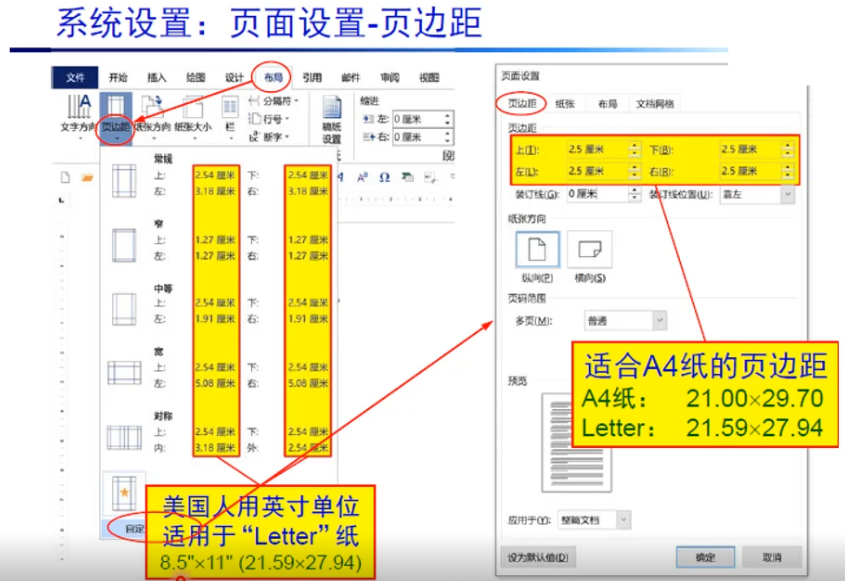 系统设置：页面设置-页边距
文件 开始 插入 绘图 设计 布局 引用 邮件 审阅 视图
文字方向 页边距 纸张方向 纸张大小 栏
分隔符
行号
断字
稿纸
设置
缩进
左: 0 厘米
右: 0 厘米
常规
上: 2.54 厘米 下: 2.54 厘米
左: 3.18 厘米 右: 3.18 厘米
窄
上: 1.27 厘米 下: 1.27 厘米
左: 1.27 厘米 右: 1.27 厘米
中等
上: 2.54 厘米 下: 2.54 厘米
左: 1.91 厘米 右: 1.91 厘米
宽
上: 2.54 厘米 下: 2.54 厘米
左: 5.08 厘米 右: 5.08 厘米
对称
上: 2.54 厘米 下: 2.54 厘米
内: 3.18 厘米 外: 2.54 厘米
美国人用英寸单位
适用于“Letter”纸
8.5"×11" (21.59×27.94)
页面设置
页边距 纸张 布局 文档网格
页边距
上(T): 2.5 厘米 下(B): 2.5 厘米
左(L): 2.5 厘米 右(R): 2.5 厘米
装订线(G): 0 厘米 装订线位置(U): 靠左
纸张方向
纵向(P) 横向(S)
页码范围
多页(M): 普通
预览
适合A4纸的页边距
A4纸： 21.00×29.70
Letter： 21.59×27.94
应用于(Y): 整篇文档
设为默认值(D) 确定 取消